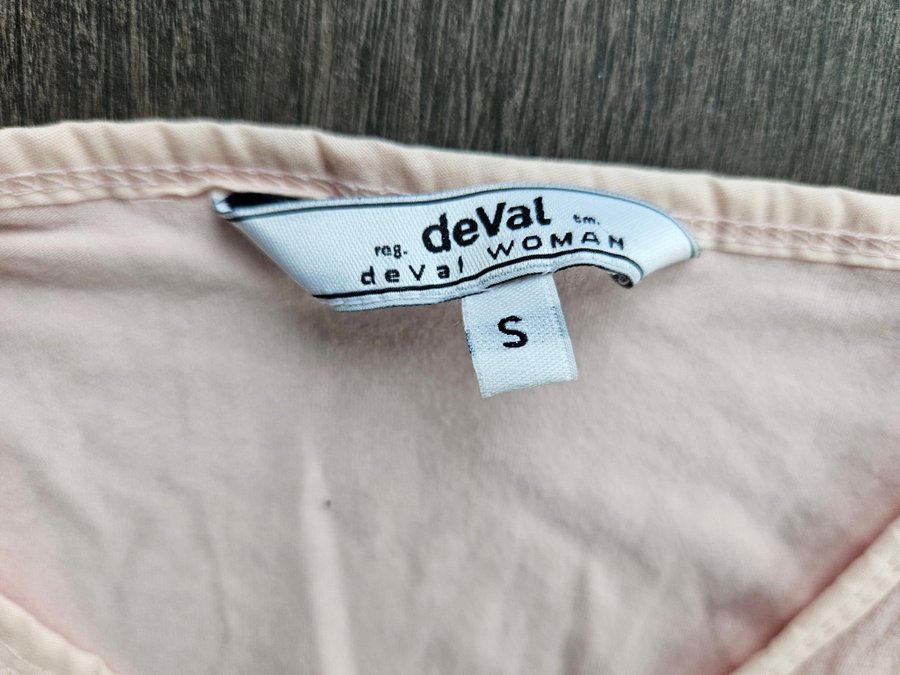 reg. deVal tm.
deVal WOMAN
S